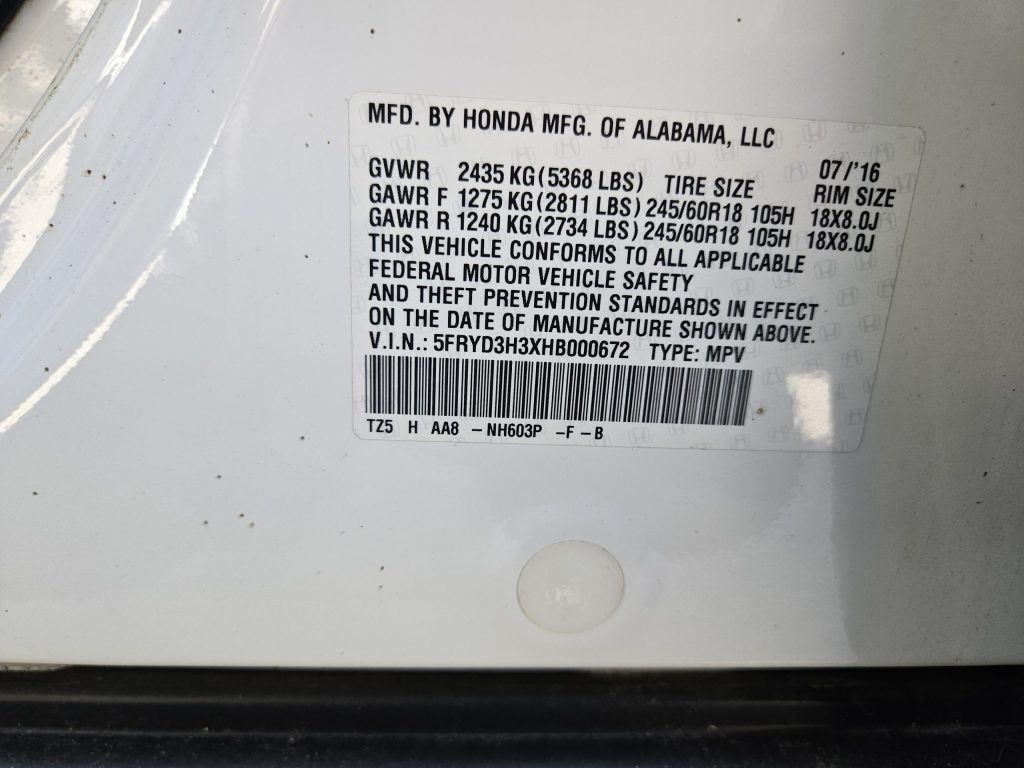 MFD. BY HONDA MFG. OF ALABAMA, LLC
07/'16
GVWR 2435 KG(5368 LBS) TIRE SIZE RIM SIZE
GAWR F 1275 KG(2811 LBS) 245/60R18 105H 18X8.0J
GAWR R 1240 KG(2734 LBS) 245/60R18 105H 18X8.0J
THIS VEHICLE CONFORMS TO ALL APPLICABLE
FEDERAL MOTOR VEHICLE SAFETY
AND THEFT PREVENTION STANDARDS IN EFFECT
ON THE DATE OF MANUFACTURE SHOWN ABOVE.
V.I.N.: 5FRYD3H3XHB000672 TYPE: MPV
TZ5 H AA8 -NH603P -F-B